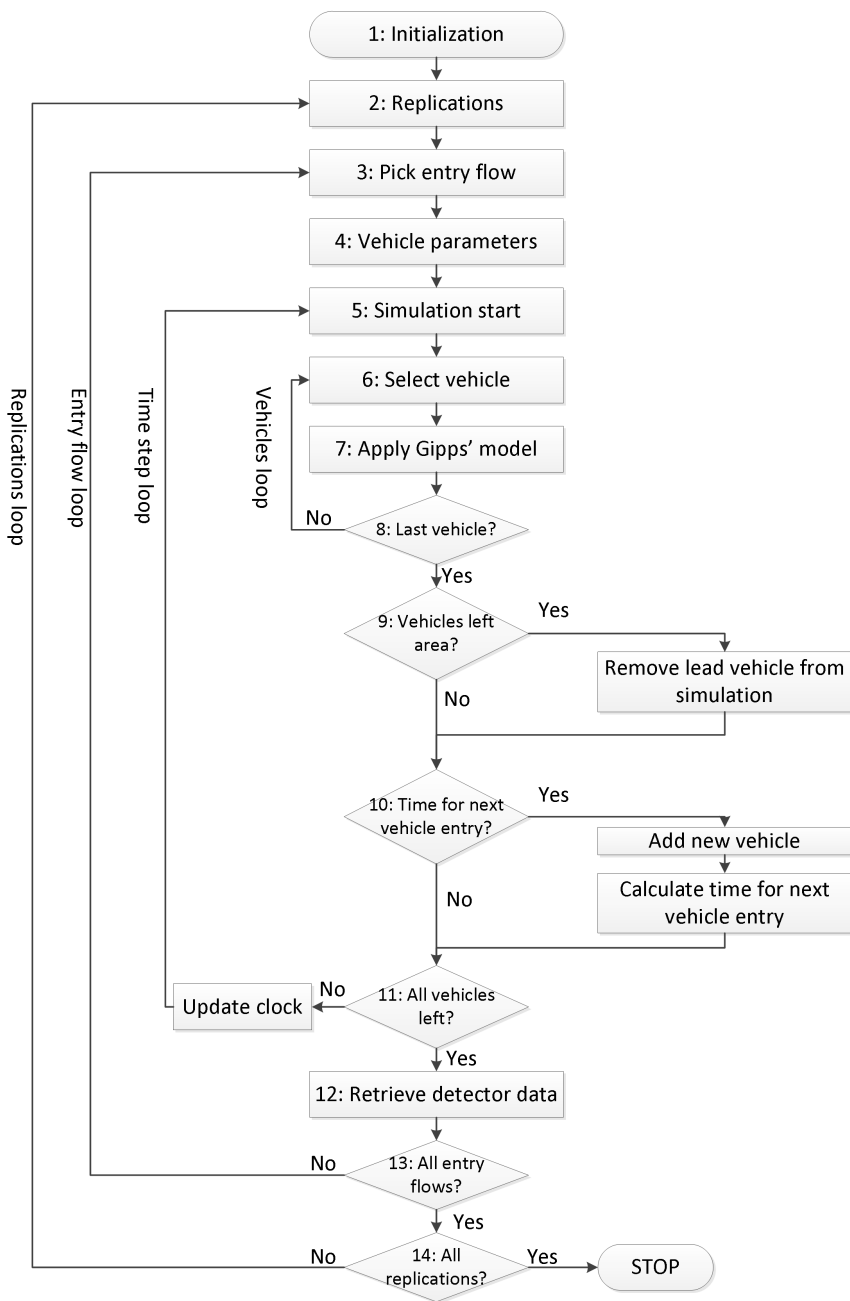 1: Initialization
2: Replications
3: Pick entry flow
4: Vehicle parameters
5: Simulation start
6: Select vehicle
7: Apply Gipps' model
Replications loop
Entry flow loop
Time step loop
Vehicles loop
No
8: Last vehicle?
Yes
9: Vehicles left
area?
Yes
Remove lead vehicle from
simulation
No
10: Time for next
vehicle entry?
Yes
Add new vehicle
Calculate time for next
vehicle entry
No
Update clock
No
11: All vehicles
left?
Yes
12: Retrieve detector data
No
13: All entry
flows?
Yes
No
14: All
replications?
Yes
STOP